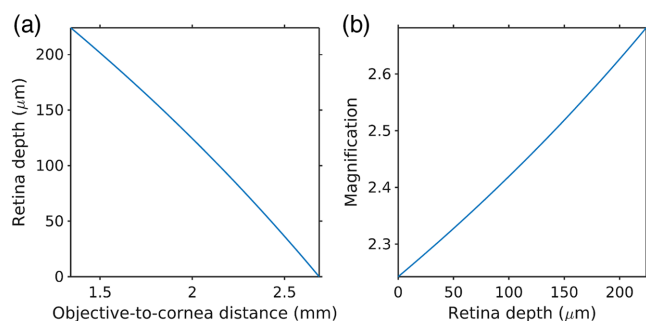 (a)
Retina depth (μm)
200
150
100
50
0
1.5 2 2.5
Objective-to-cornea distance (mm)
(b)
Magnification
2.6
2.5
2.4
2.3
0 50 100 150 200
Retina depth (μm)